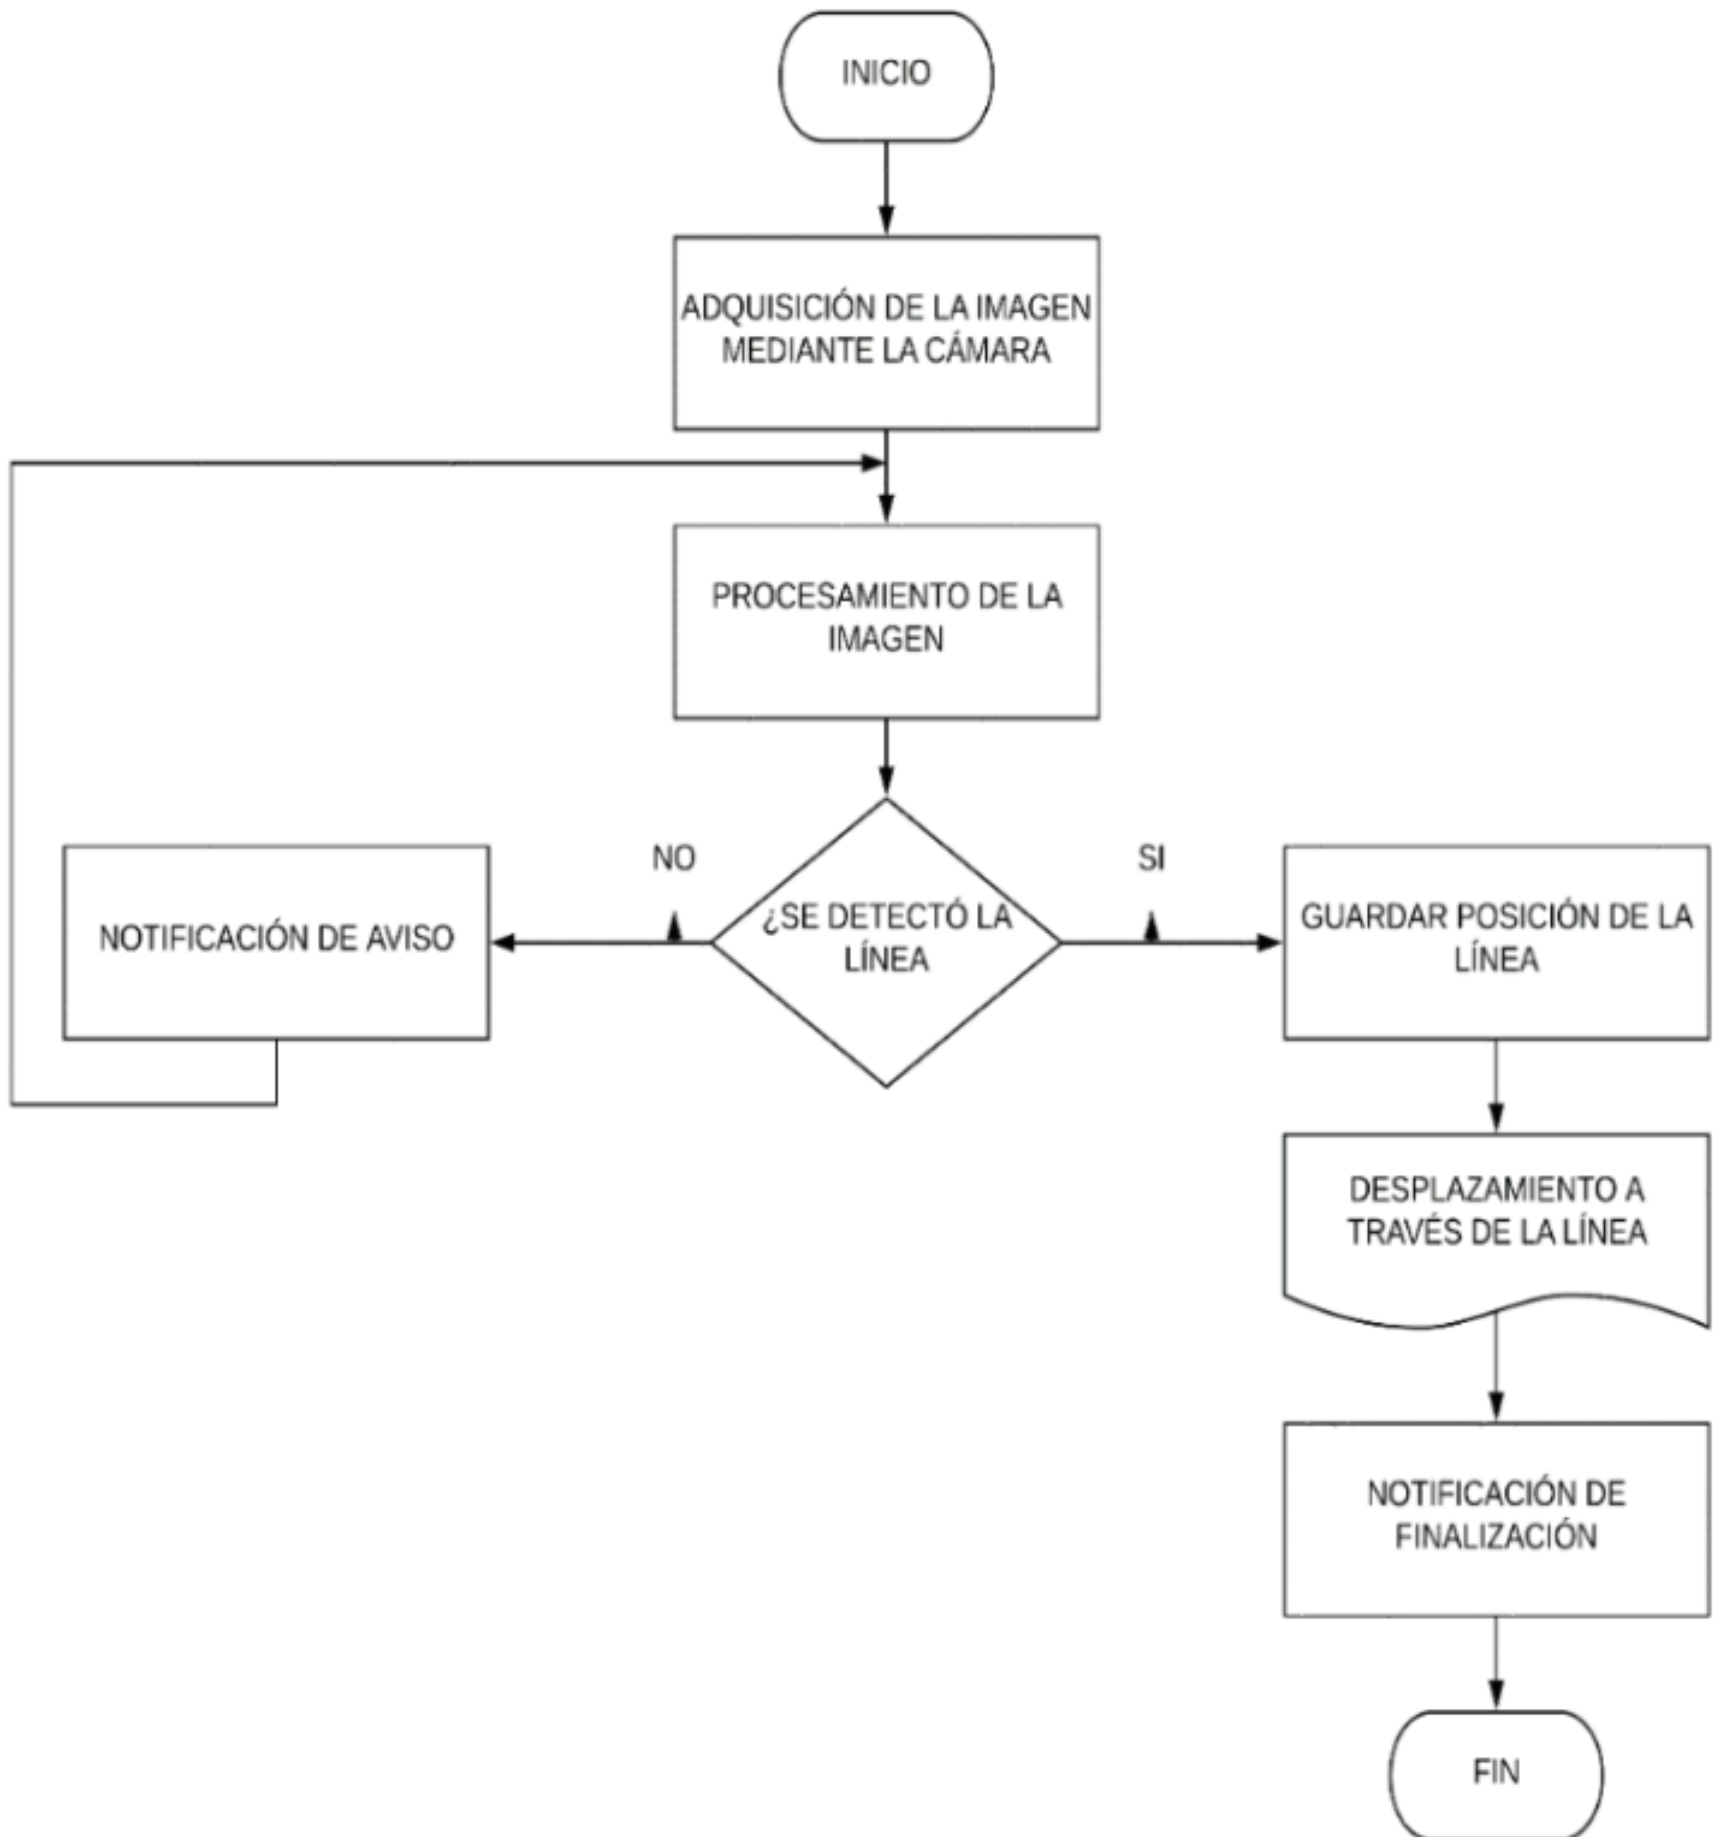 INICIO
ADQUISICIÓN DE LA IMAGEN
MEDIANTE LA CÁMARA
PROCESAMIENTO DE LA
IMAGEN
¿SE DETECTÓ LA
LÍNEA
NO
NOTIFICACIÓN DE AVISO
SI
GUARDAR POSICIÓN DE LA
LÍNEA
DESPLAZAMIENTO A
TRAVÉS DE LA LÍNEA
NOTIFICACIÓN DE
FINALIZACIÓN
FIN